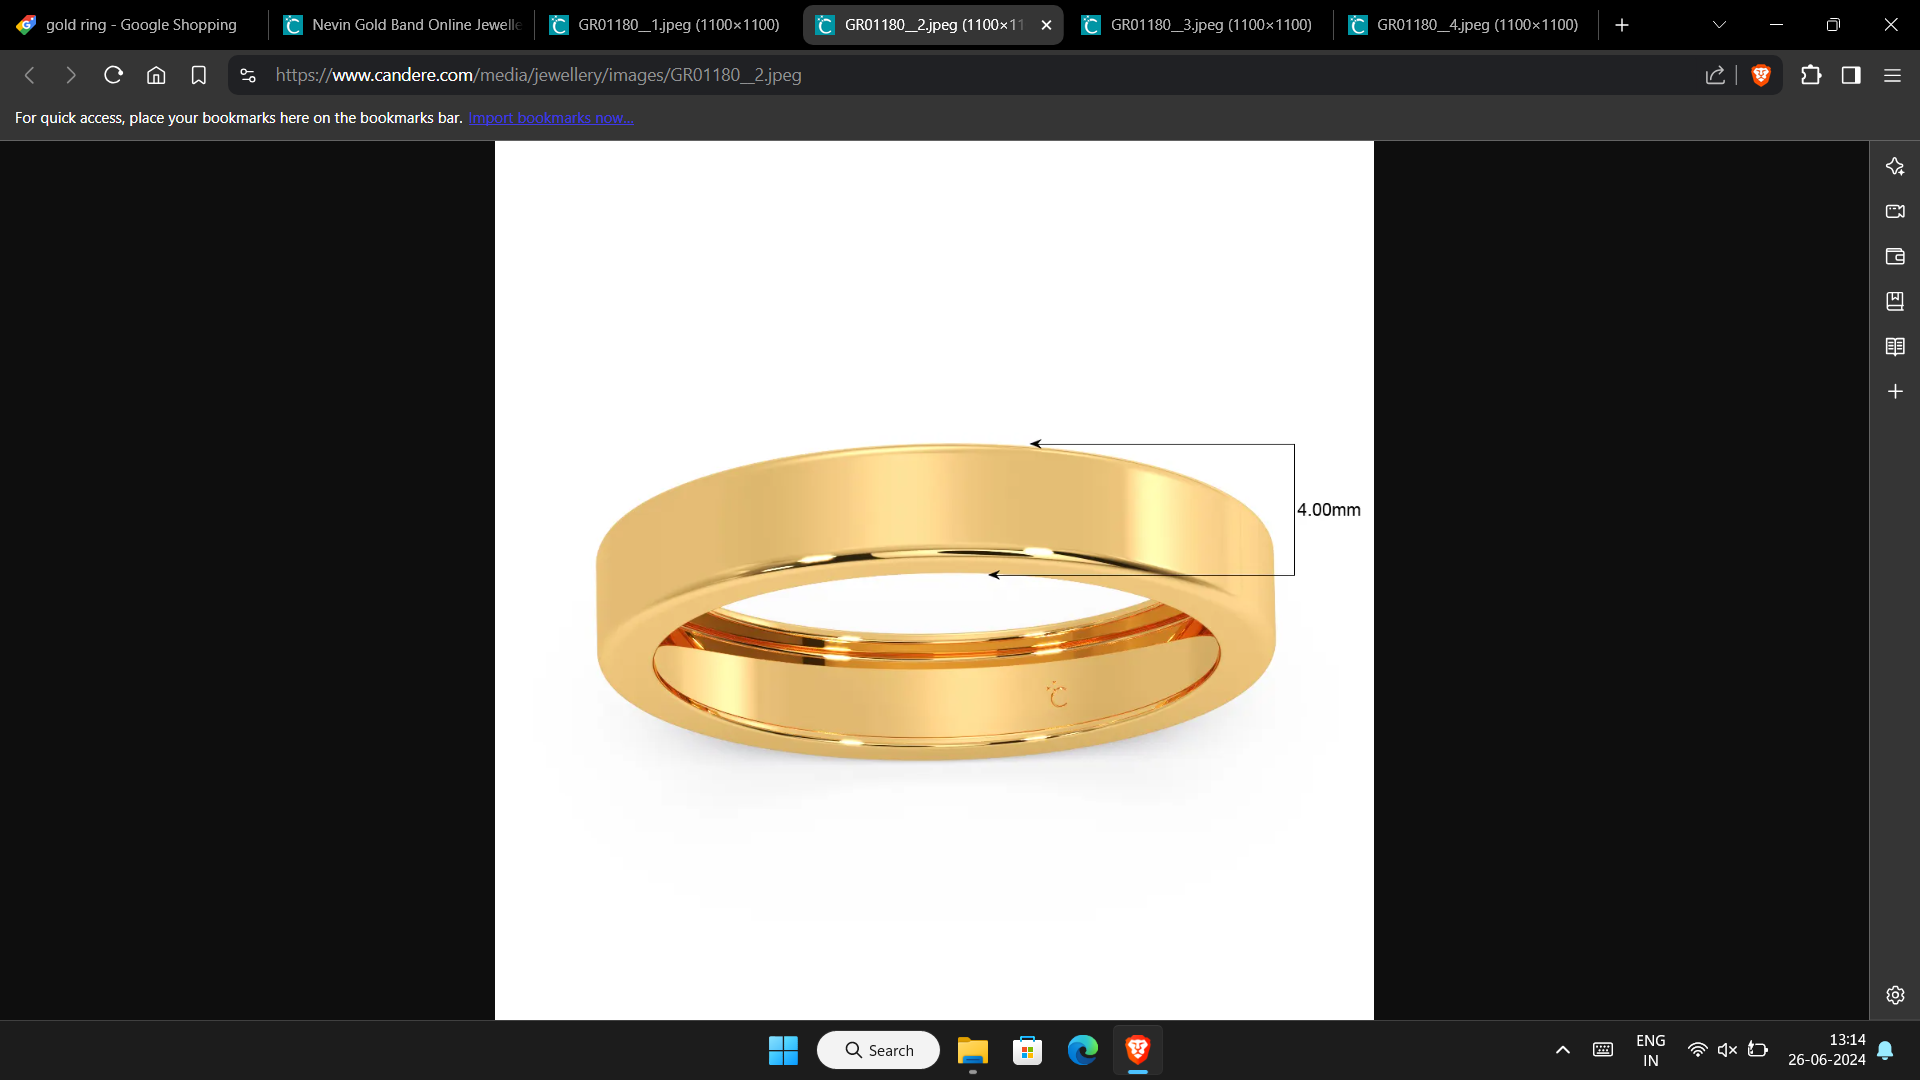 gold ring - Google Shopping
Nevin Gold Band Online Jewelle
GR01180__1.jpeg (1100×1100)
GR01180__2.jpeg (1100×11
GR01180__3.jpeg (1100×1100)
GR01180__4.jpeg (1100×1100)
https://www.candere.com/media/jewellery/images/GR01180__2.jpeg
For quick access, place your bookmarks here on the bookmarks bar. Import bookmarks now...
4.00mm
C
Search
ENG
IN
13:14
26-06-2024